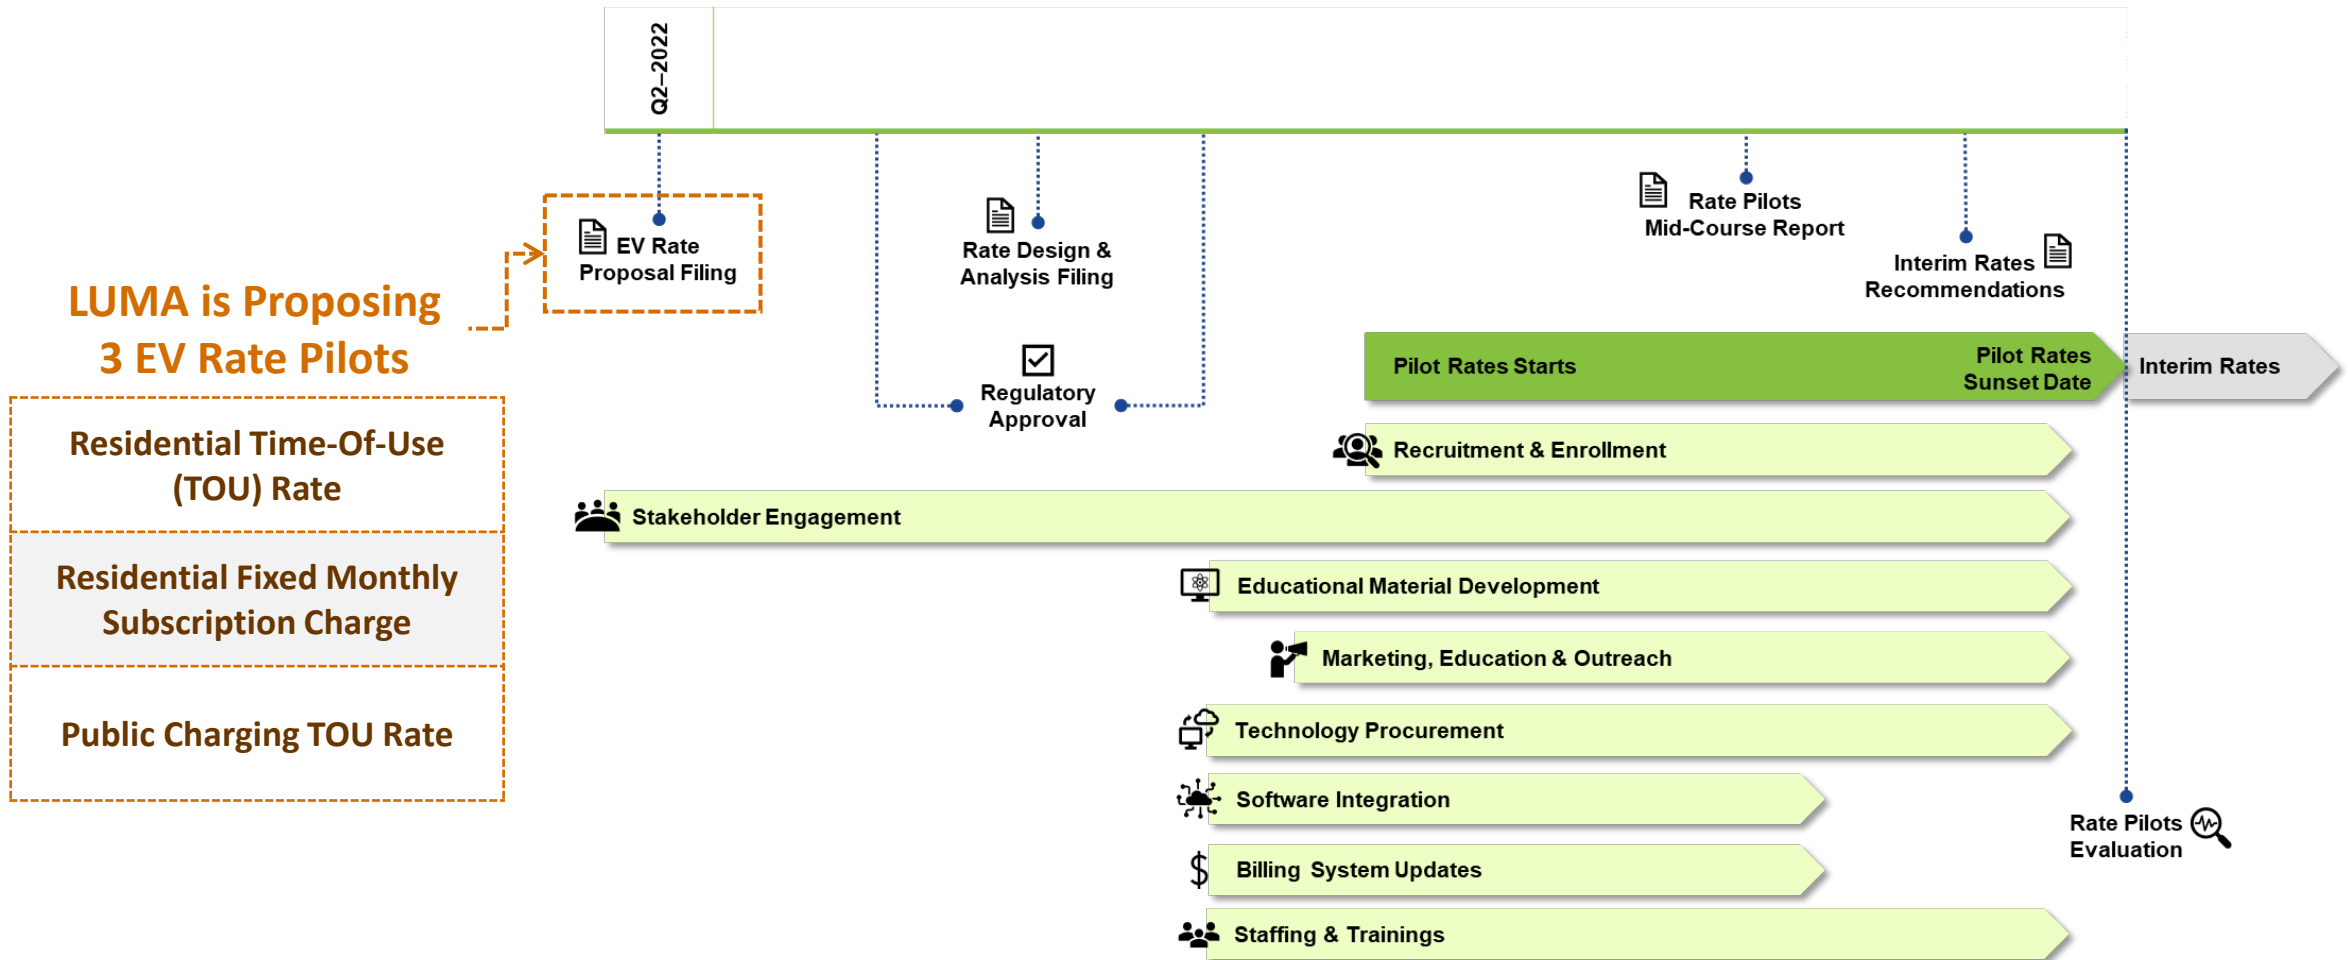 Q2–2022
EV Rate
Proposal Filing
Rate Design &
Analysis Filing
Regulatory
Approval
Rate Pilots
Mid-Course Report
Interim Rates
Recommendations
LUMA is Proposing
3 EV Rate Pilots
Residential Time-Of-Use
(TOU) Rate
Residential Fixed Monthly
Subscription Charge
Public Charging TOU Rate
Pilot Rates Starts
Pilot Rates
Sunset Date
Interim Rates
Recruitment & Enrollment
Stakeholder Engagement
Educational Material Development
Marketing, Education & Outreach
Technology Procurement
Software Integration
Billing System Updates
Staffing & Trainings
Rate Pilots
Evaluation